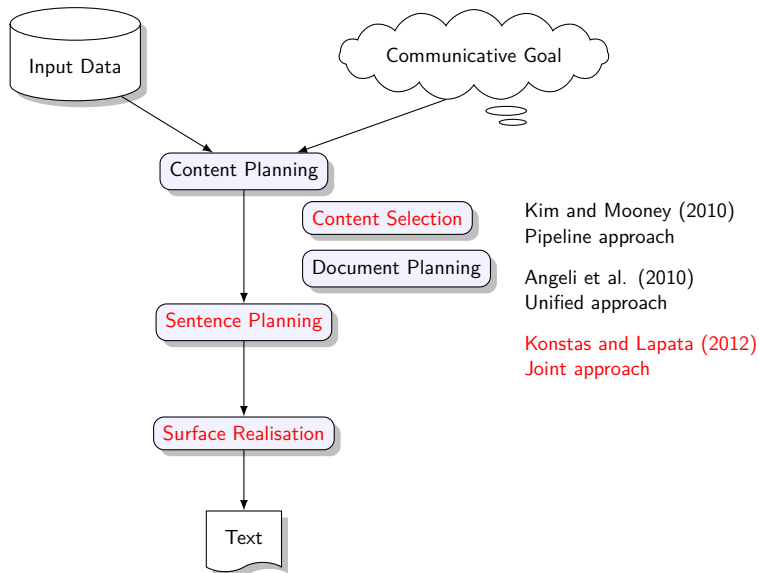 Input Data
Communicative Goal
Content Planning
Content Selection
Document Planning
Kim and Mooney (2010)
Pipeline approach
Angeli et al. (2010)
Unified approach
Sentence Planning
Konstas and Lapata (2012)
Joint approach
Surface Realisation
Text